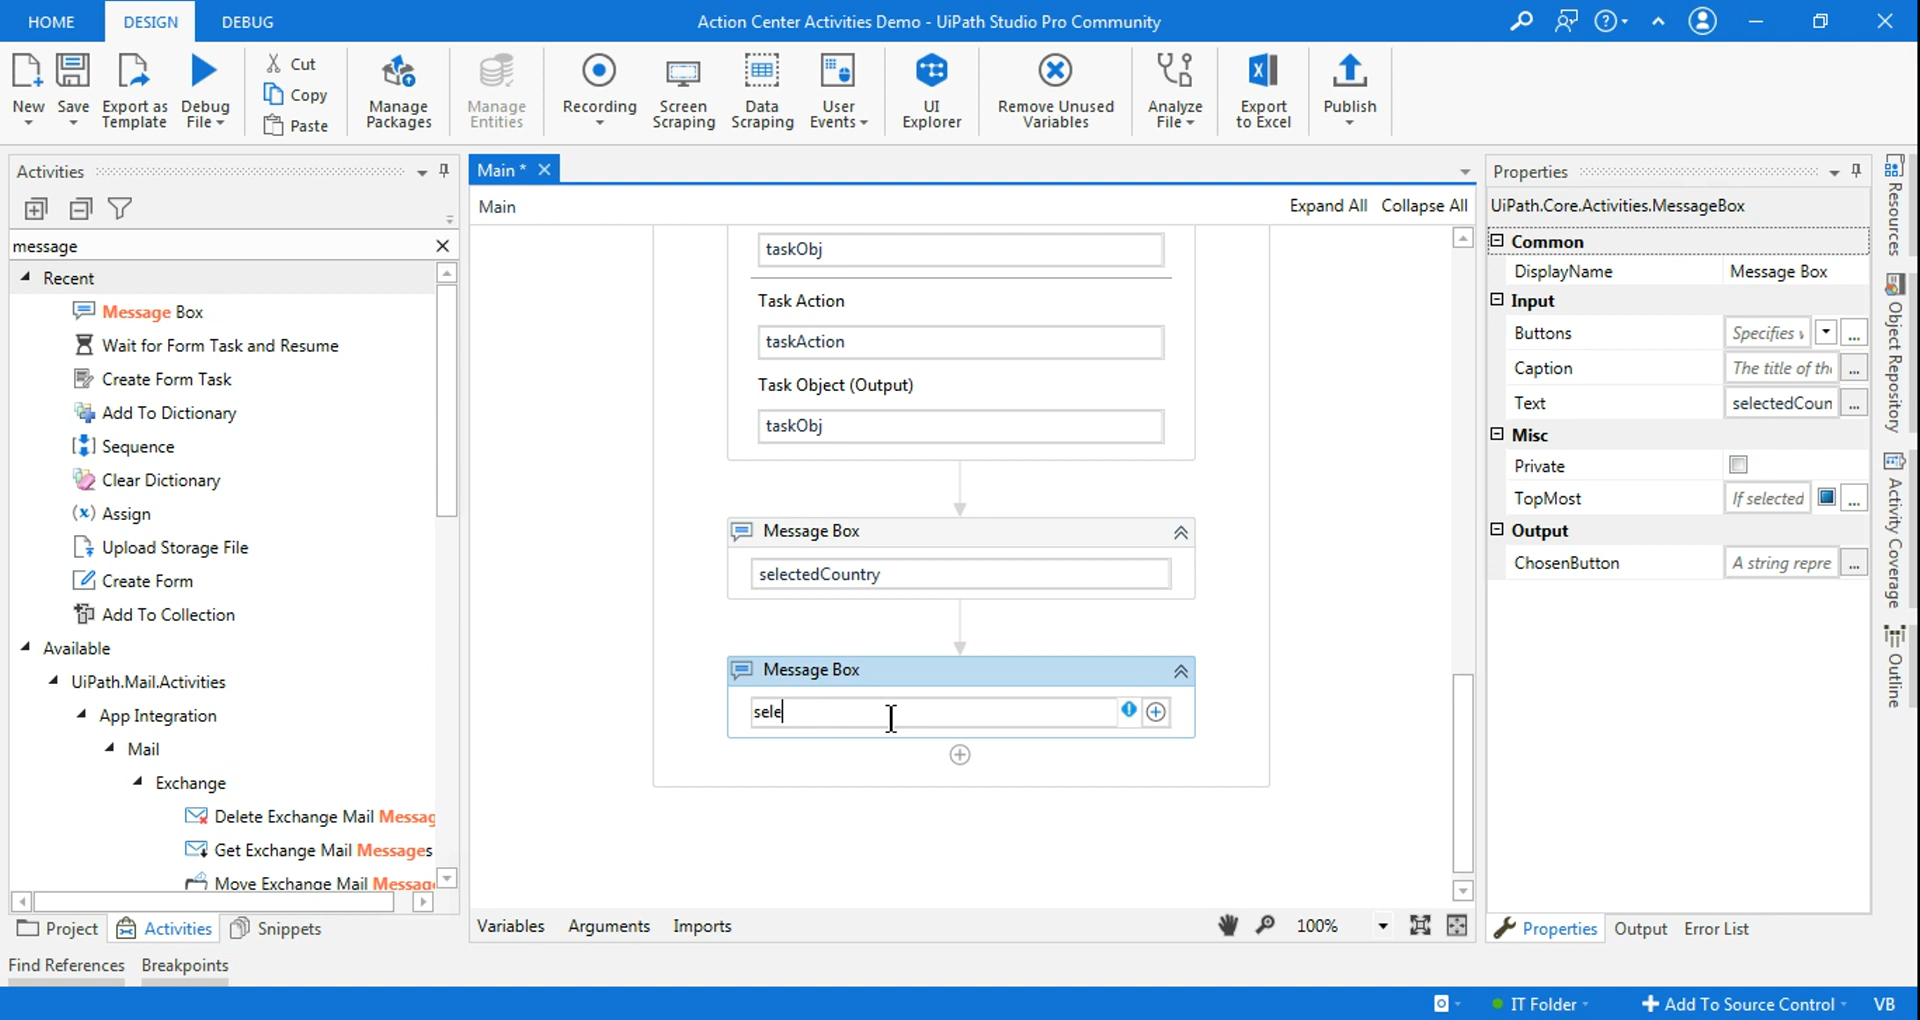 HOME DESIGN DEBUG Action Center Activities Demo - UiPath Studio Pro Community
New
Save
Export as Template
Debug File
Cut
Copy
Paste
Manage Packages
Manage Entities
Recording
Screen Scraping
Data Scraping
User Events
UI Explorer
Remove Unused Variables
Analyze File
Export to Excel
Publish
Activities
message
Recent
Message Box
Wait for Form Task and Resume
Create Form Task
Add To Dictionary
Sequence
Clear Dictionary
(x) Assign
Upload Storage File
Create Form
Add To Collection
Available
UiPath.Mail.Activities
App Integration
Mail
Exchange
Delete Exchange Mail Messag
Get Exchange Mail Messages
Move Exchange Mail Messag
Project Activities Snippets
Find References Breakpoints
Main *
Main Expand All Collapse All
taskObj
Task Action
taskAction
Task Object (Output)
taskObj
Message Box
selectedCountry
Message Box
sele
Variables Arguments Imports 100%
Properties
UiPath.Core.Activities.MessageBox
Common
DisplayName Message Box
Input
Buttons Specifies w ...
Caption The title of the ...
Text selectedCoun ...
Misc
Private
TopMost If selected ...
Output
ChosenButton A string repre ...
Properties Output Error List
Resources
Object Repository
Activity Coverage
Outline
IT Folder Add To Source Control VB